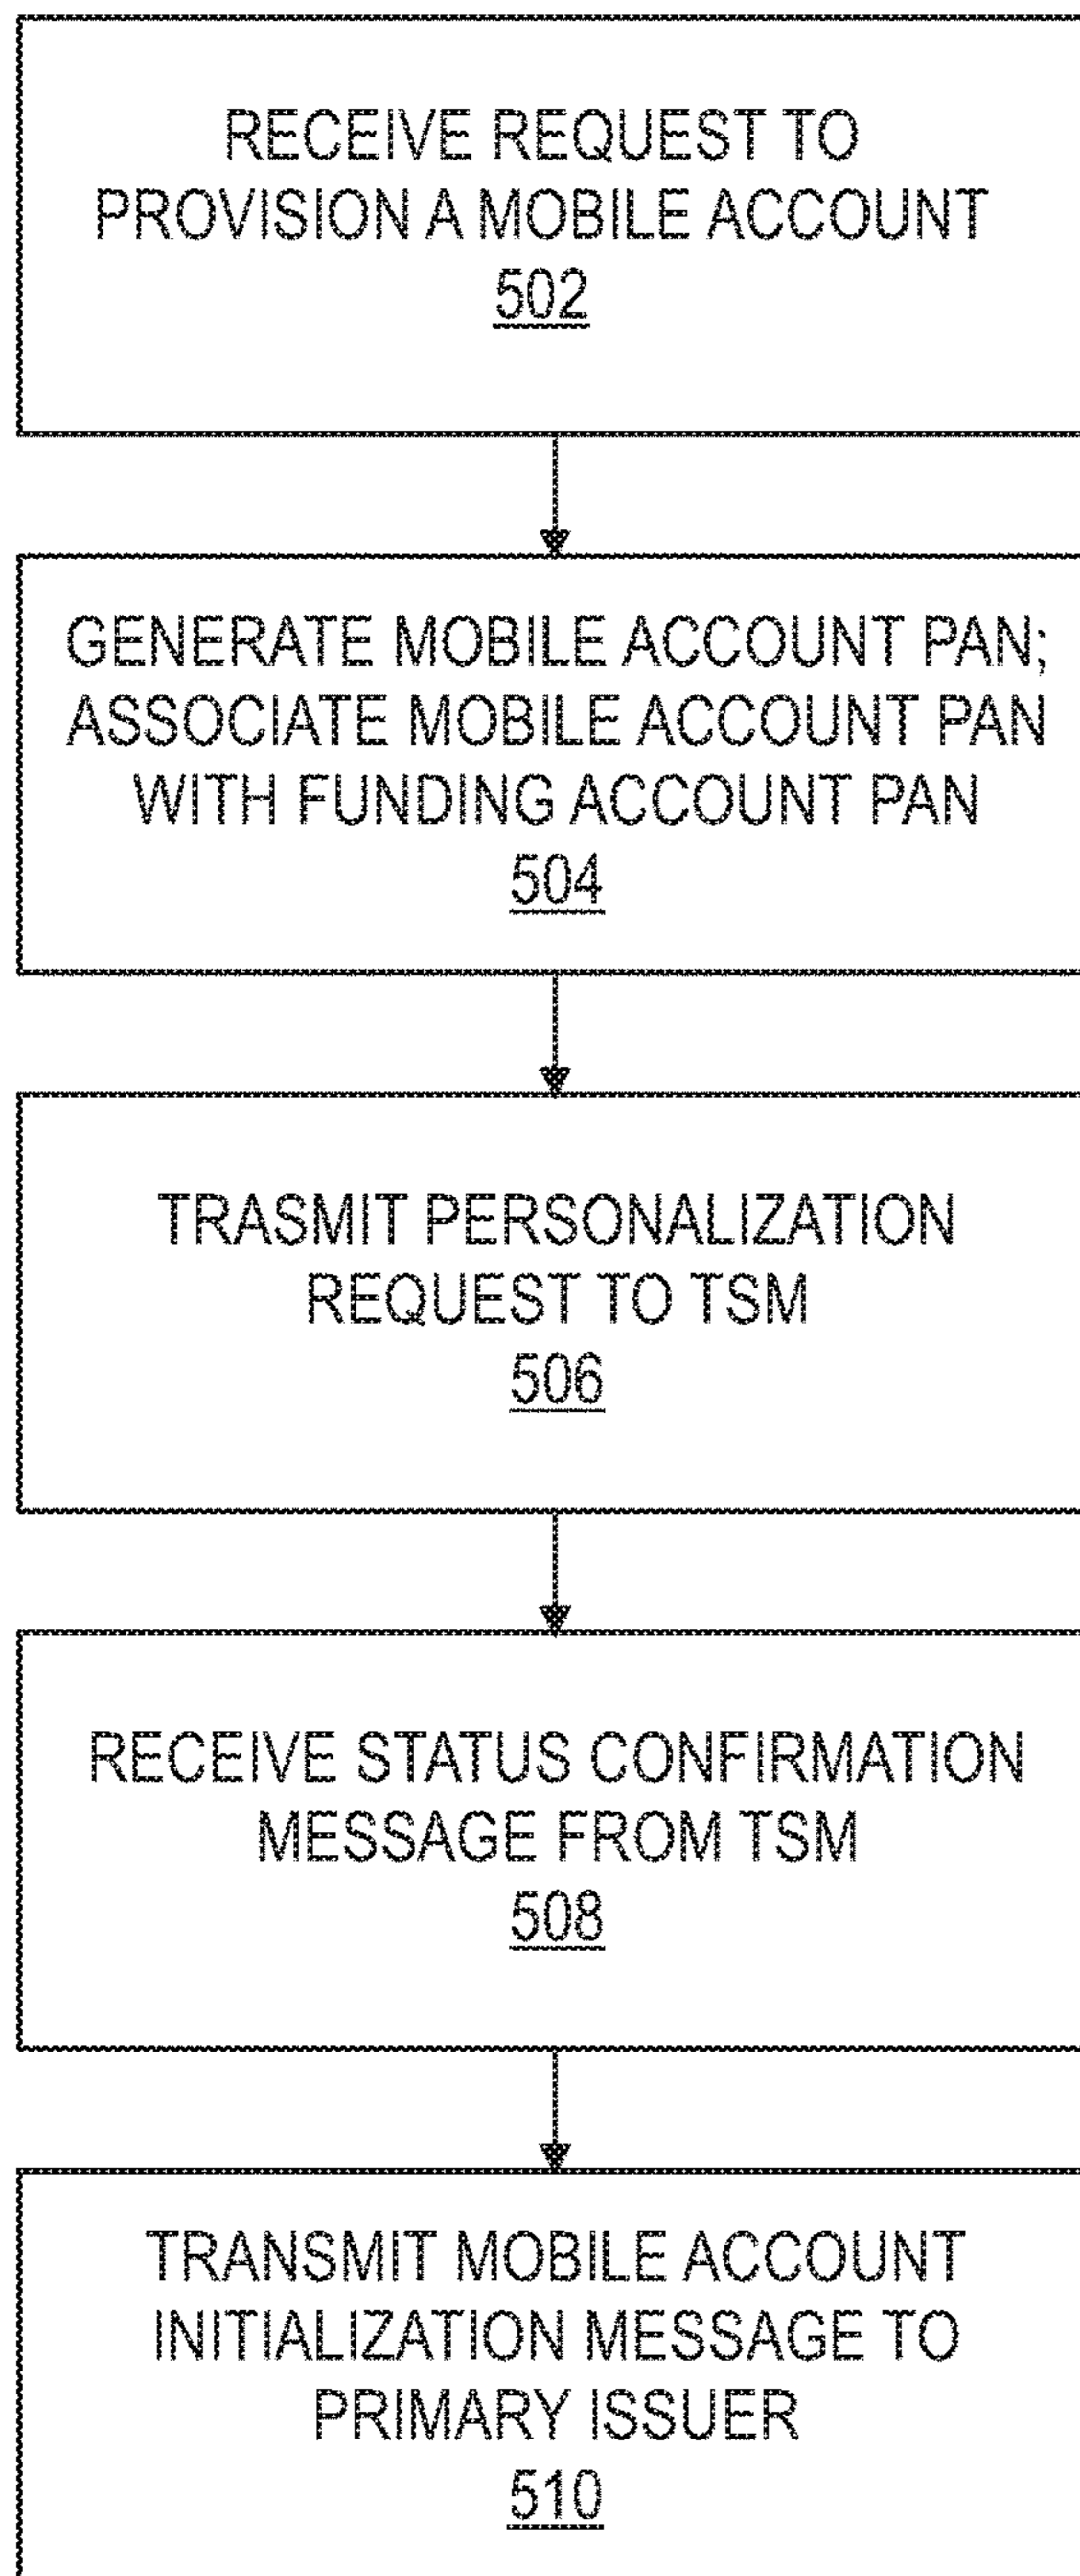 RECEIVE REQUEST TO
PROVISION A MOBILE ACCOUNT
502
GENERATE MOBILE ACCOUNT PAN;
ASSOCIATE MOBILE ACCOUNT PAN
WITH FUNDING ACCOUNT PAN
504
TRASMIT PERSONALIZATION
REQUEST TO TSM
506
RECEIVE STATUS CONFIRMATION
MESSAGE FROM TSM
508
TRANSMIT MOBILE ACCOUNT
INITIALIZATION MESSAGE TO
PRIMARY ISSUER
510